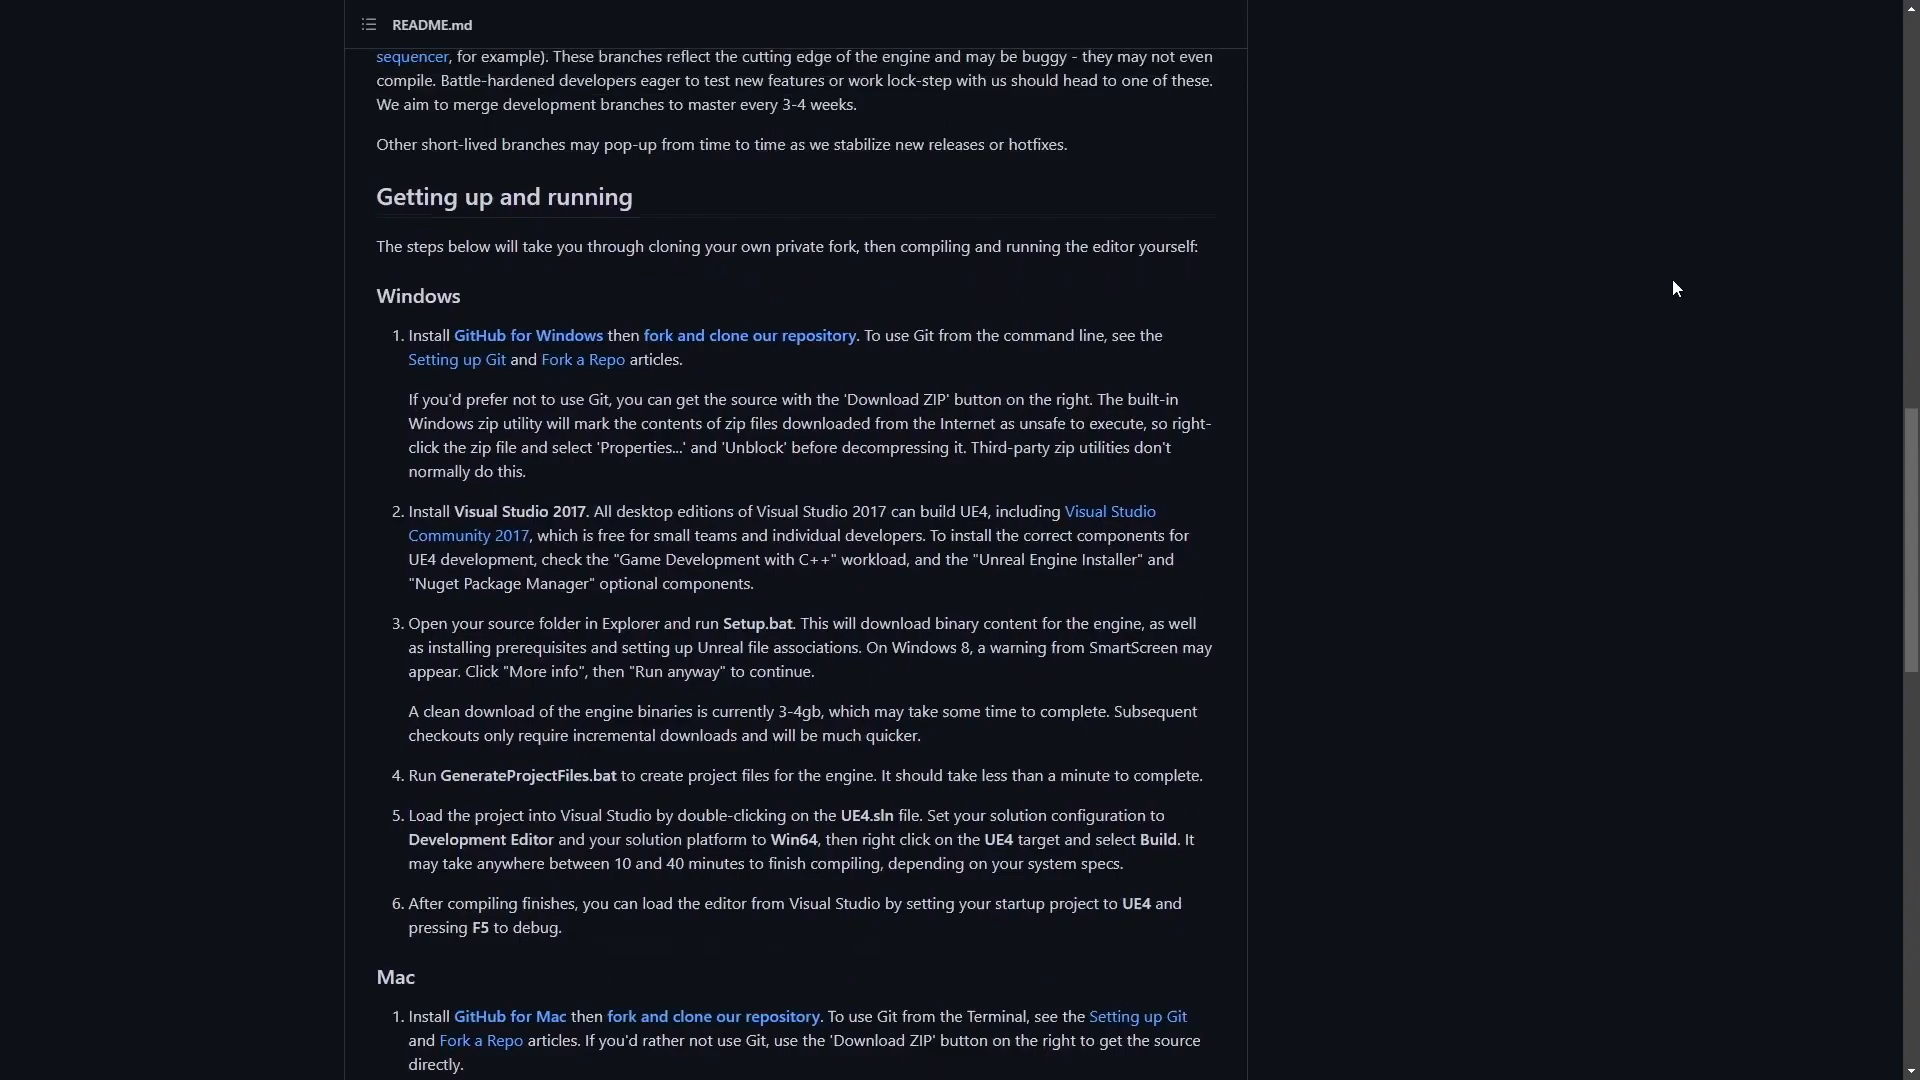 README.md
sequencer, for example). These branches reflect the cutting edge of the engine and may be buggy - they may not even
compile. Battle-hardened developers eager to test new features or work lock-step with us should head to one of these.
We aim to merge development branches to master every 3-4 weeks.
Other short-lived branches may pop-up from time to time as we stabilize new releases or hotfixes.
Getting up and running
The steps below will take you through cloning your own private fork, then compiling and running the editor yourself:
Windows
1. Install GitHub for Windows then fork and clone our repository. To use Git from the command line, see the
Setting up Git and Fork a Repo articles.
If you'd prefer not to use Git, you can get the source with the 'Download ZIP' button on the right. The built-in
Windows zip utility will mark the contents of zip files downloaded from the Internet as unsafe to execute, so right-
click the zip file and select 'Properties...' and 'Unblock' before decompressing it. Third-party zip utilities don't
normally do this.
2. Install Visual Studio 2017. All desktop editions of Visual Studio 2017 can build UE4, including Visual Studio
Community 2017, which is free for small teams and individual developers. To install the correct components for
UE4 development, check the "Game Development with C++" workload, and the "Unreal Engine Installer" and
"Nuget Package Manager" optional components.
3. Open your source folder in Explorer and run Setup.bat. This will download binary content for the engine, as well
as installing prerequisites and setting up Unreal file associations. On Windows 8, a warning from SmartScreen may
appear. Click "More info", then "Run anyway" to continue.
A clean download of the engine binaries is currently 3-4gb, which may take some time to complete. Subsequent
checkouts only require incremental downloads and will be much quicker.
4. Run GenerateProjectFiles.bat to create project files for the engine. It should take less than a minute to complete.
5. Load the project into Visual Studio by double-clicking on the UE4.sln file. Set your solution configuration to
Development Editor and your solution platform to Win64, then right click on the UE4 target and select Build. It
may take anywhere between 10 and 40 minutes to finish compiling, depending on your system specs.
6. After compiling finishes, you can load the editor from Visual Studio by setting your startup project to UE4 and
pressing F5 to debug.
Mac
1. Install GitHub for Mac then fork and clone our repository. To use Git from the Terminal, see the Setting up Git
and Fork a Repo articles. If you'd rather not use Git, use the 'Download ZIP' button on the right to get the source
directly.